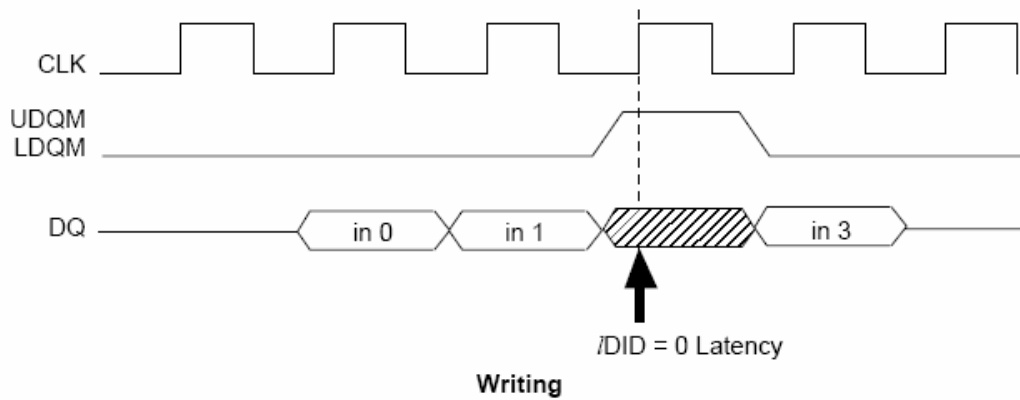 CLK
UDQM
LDQM
DQ
in 0
in 1
in 3
lDID = 0 Latency
Writing